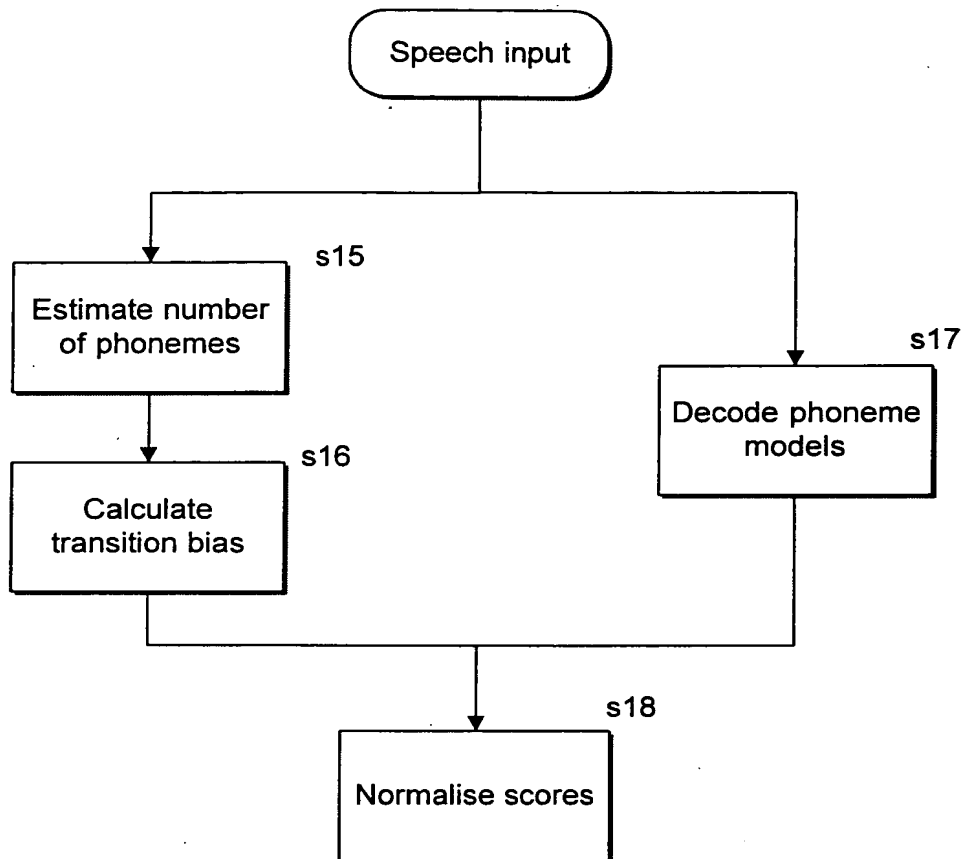 Speech input
s15
Estimate number
of phonemes
s17
Decode phoneme
models
s16
Calculate
transition bias
s18
Normalise scores